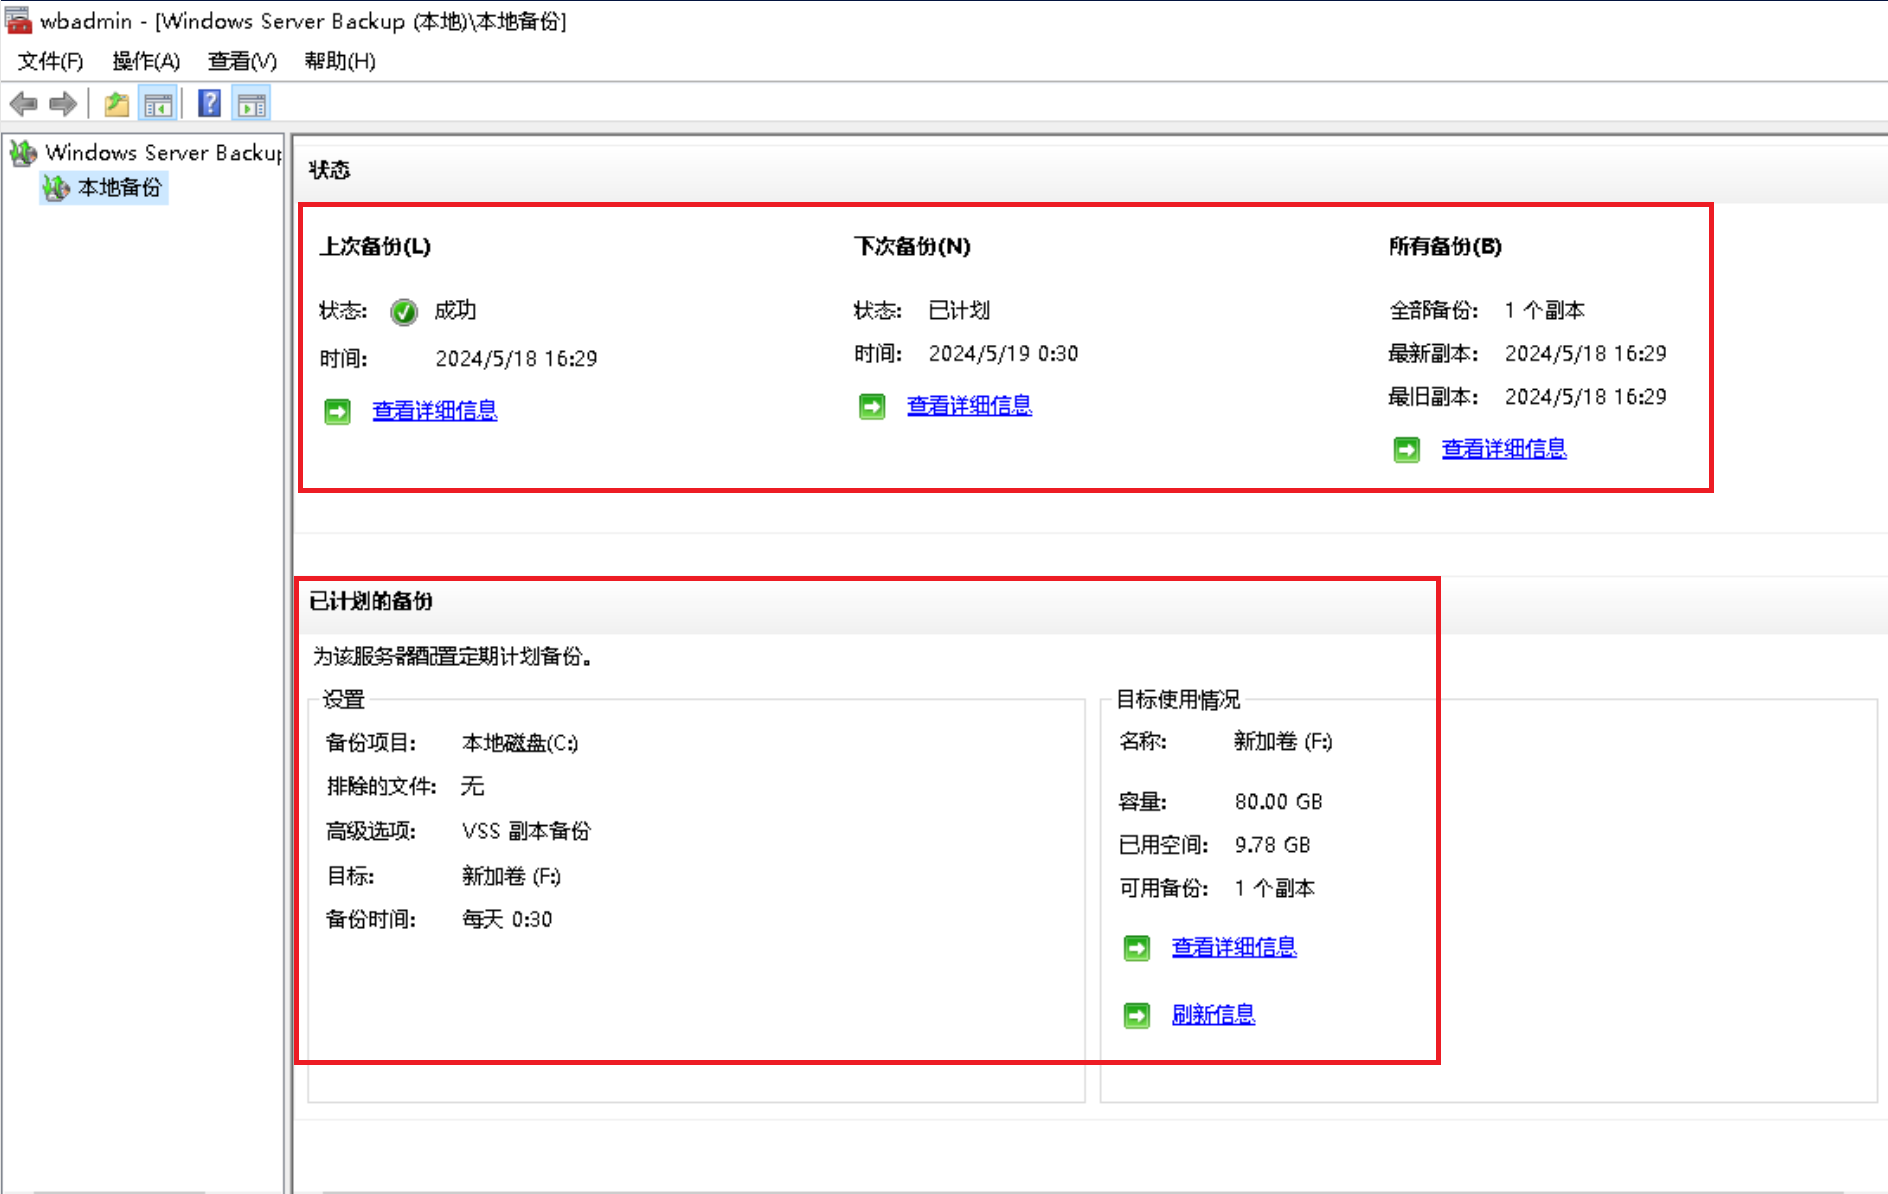 wbadmin - [Windows Server Backup (本地)\本地备份]
文件(F) 操作(A) 查看(V) 帮助(H)
Windows Server Backup
本地备份
状态
上次备份(L)
状态: 成功
时间: 2024/5/18 16:29
查看详细信息
下次备份(N)
状态: 已计划
时间: 2024/5/19 0:30
查看详细信息
所有备份(B)
全部备份: 1 个副本
最新副本: 2024/5/18 16:29
最旧副本: 2024/5/18 16:29
查看详细信息
已计划的备份
为该服务器配置定期计划备份。
设置
备份项目: 本地磁盘(C:)
排除的文件: 无
高级选项: VSS 副本备份
目标: 新加卷 (F:)
备份时间: 每天 0:30
目标使用情况
名称: 新加卷 (F:)
容量: 80.00 GB
已用空间: 9.78 GB
可用备份: 1 个副本
查看详细信息
刷新信息